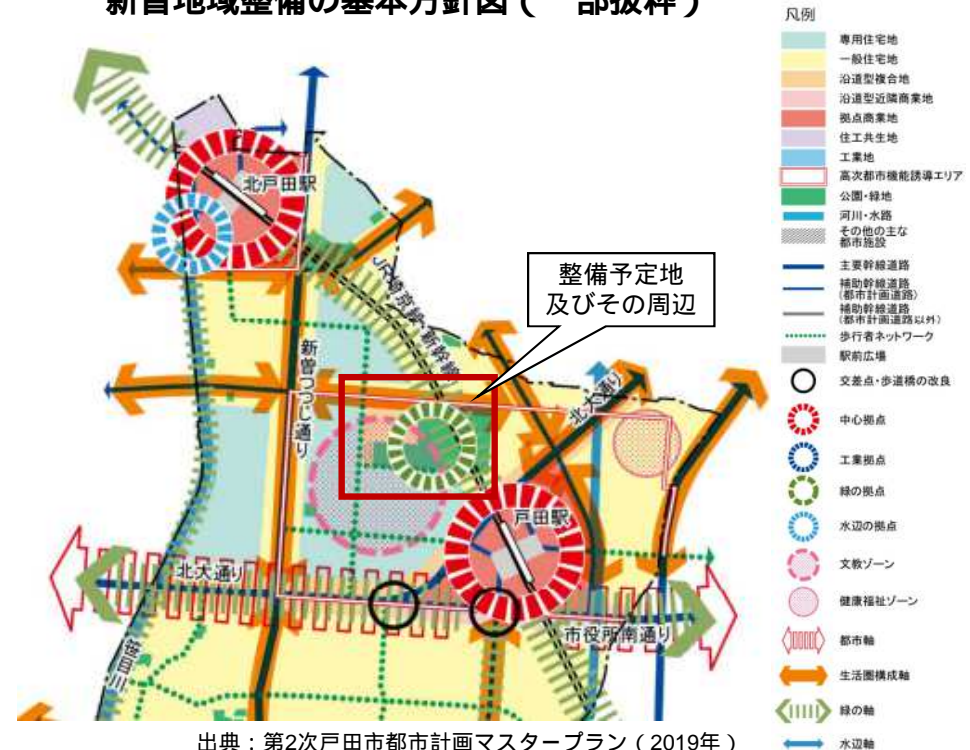 新曽地域整備の基本方針図（一部抜粋）
凡例
専用住宅地
一般住宅地
沿道型複合地
沿道型近隣商業地
拠点商業地
住工共生地
工業地
高次都市機能誘導エリア
公園・緑地
河川・水路
その他の主な
都市施設
主要幹線道路
補助幹線道路
（都市計画道路）
補助幹線道路
（都市計画道路以外）
歩行者ネットワーク
駅前広場
交差点・歩道橋の改良
中心拠点
工業拠点
緑の拠点
水辺の拠点
文教ゾーン
健康福祉ゾーン
都市軸
生活圏構成軸
緑の軸
水辺軸
北戸田駅
JR埼京線・新幹線
整備予定地
及びその周辺
新曽つつじ通り
北大通り
戸田駅
北大通り
市役所南通り
笹目川
出典：第2次戸田市都市計画マスタープラン（2019年）